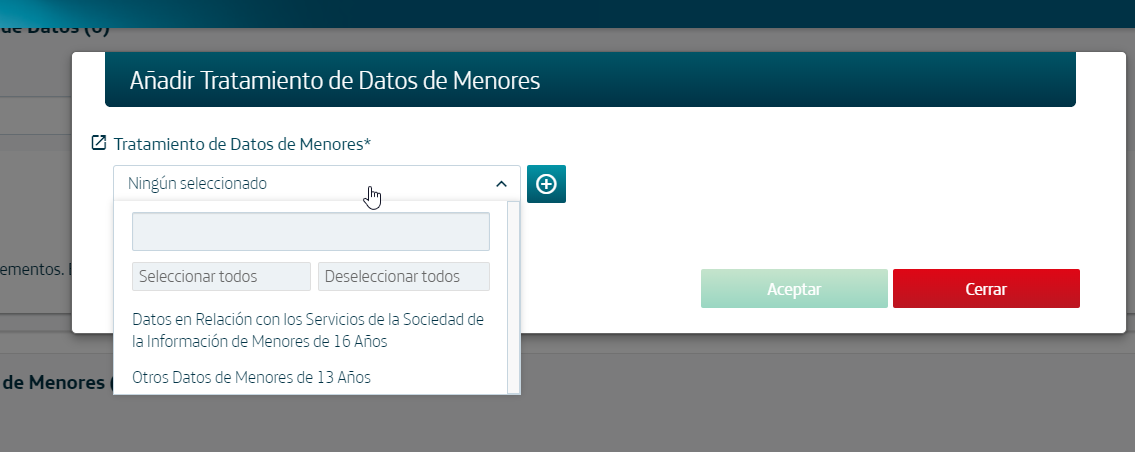 de Datos (0)
Añadir Tratamiento de Datos de Menores
Tratamiento de Datos de Menores*
Ningún seleccionado
Seleccionar todos
Deseleccionar todos
ementos.
Aceptar
Cerrar
Datos en Relación con los Servicios de la Sociedad de
la Información de Menores de 16 Años
Otros Datos de Menores de 13 Años
de Menores (